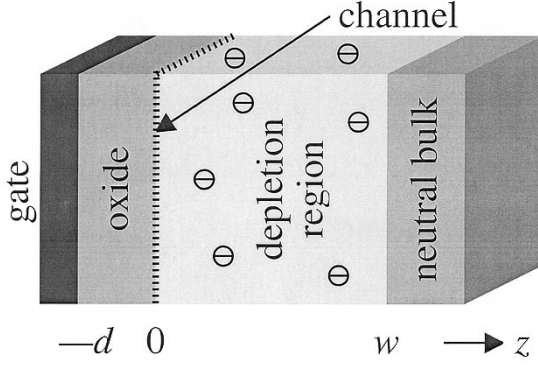 channel
gate
oxide
depletion
region
neutral bulk
—d 0 w z